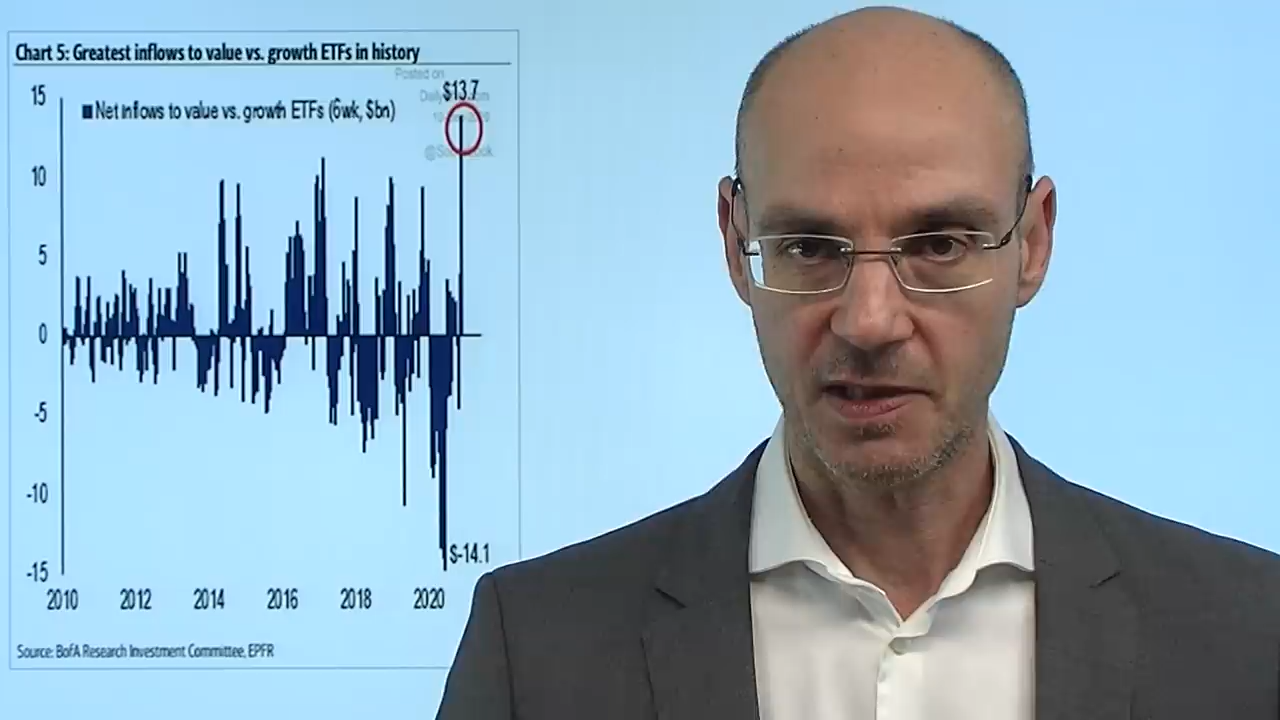 Chart 5: Greatest inflows to value vs. growth ETFs in history
Posted on
$13.7
15
Net inflows to value vs. growth ETFs (6wk, $bn)
10
5
0
-5
-10
$-14.1
-15
2010 2012 2014 2016 2018 2020
Source: BofA Research Investment Committee, EPFR